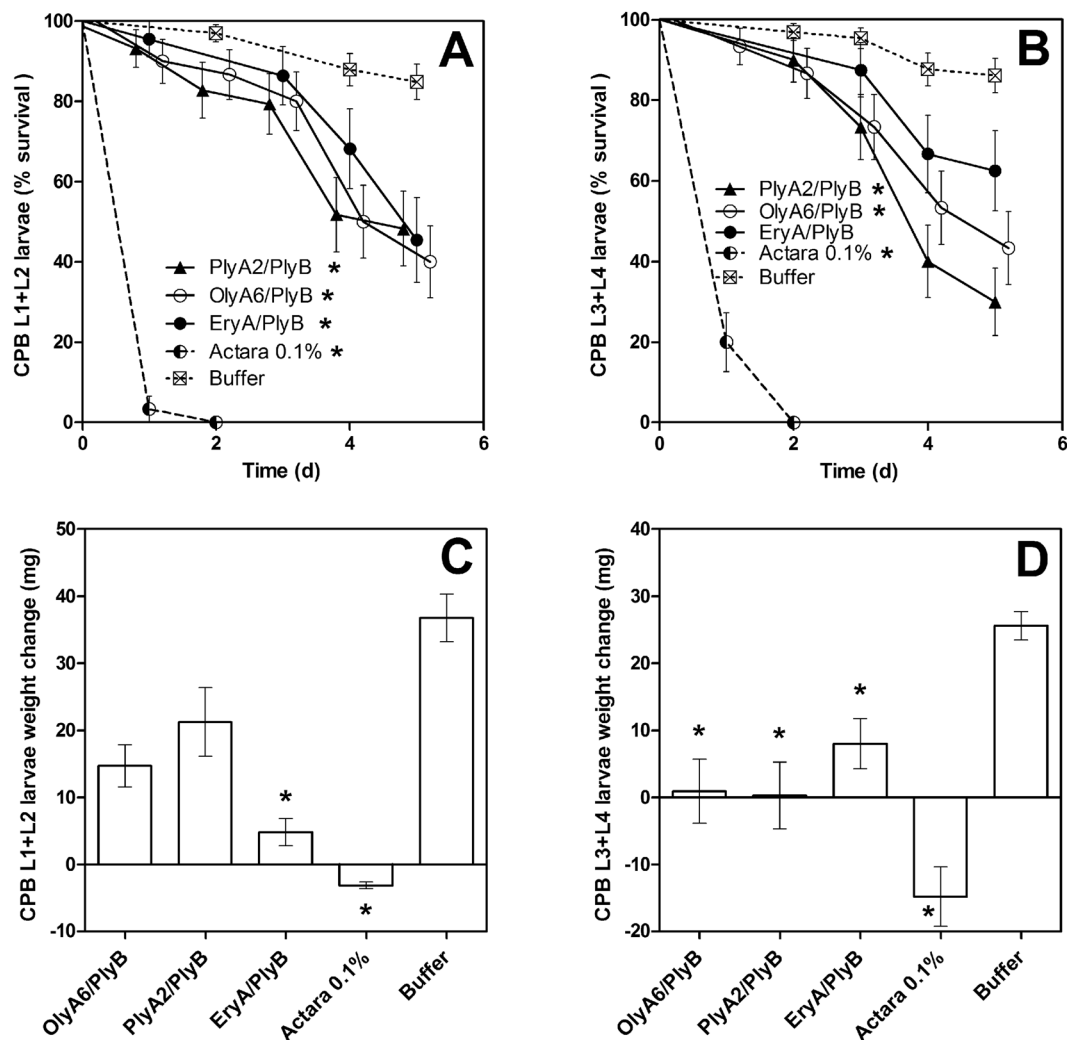 A
CPB L1+L2 larvae (% survival)
100
80
60
40
20
0
PlyA2/PlyB *
OlyA6/PlyB *
EryA/PlyB *
Actara 0.1% *
Buffer
0 2 4 6
Time (d)
B
CPB L3+L4 larvae (% survival)
100
80
60
40
20
0
PlyA2/PlyB *
OlyA6/PlyB *
EryA/PlyB
Actara 0.1% *
Buffer
0 2 4 6
Time (d)
C
CPB L1+L2 larvae weight change (mg)
50
40
30
20
10
0
-10
*
*
OlyA6/PlyB
PlyA2/PlyB
EryA/PlyB
Actara 0.1%
Buffer
D
CPB L3+L4 larvae weight change (mg)
40
30
20
10
0
-10
-20
*
*
*
*
OlyA6/PlyB
PlyA2/PlyB
EryA/PlyB
Actara 0.1%
Buffer